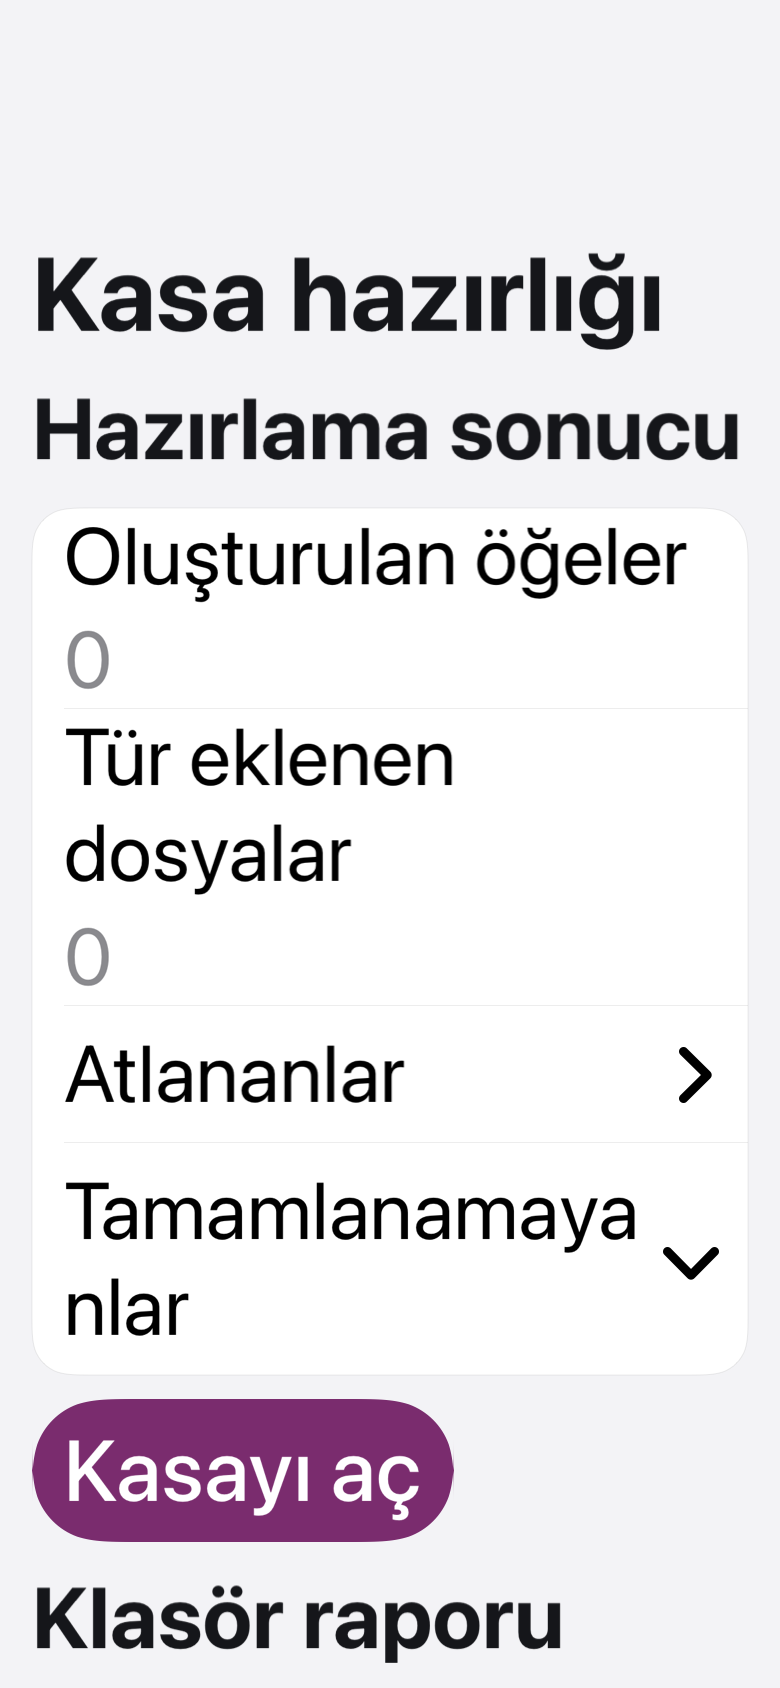 Kasa hazırlığı
Hazırlama sonucu
Oluşturulan öğeler
0
Tür eklenen
dosyalar
0
Atlananlar
Tamamlanamaya
nlar
Kasayı aç
Klasör raporu